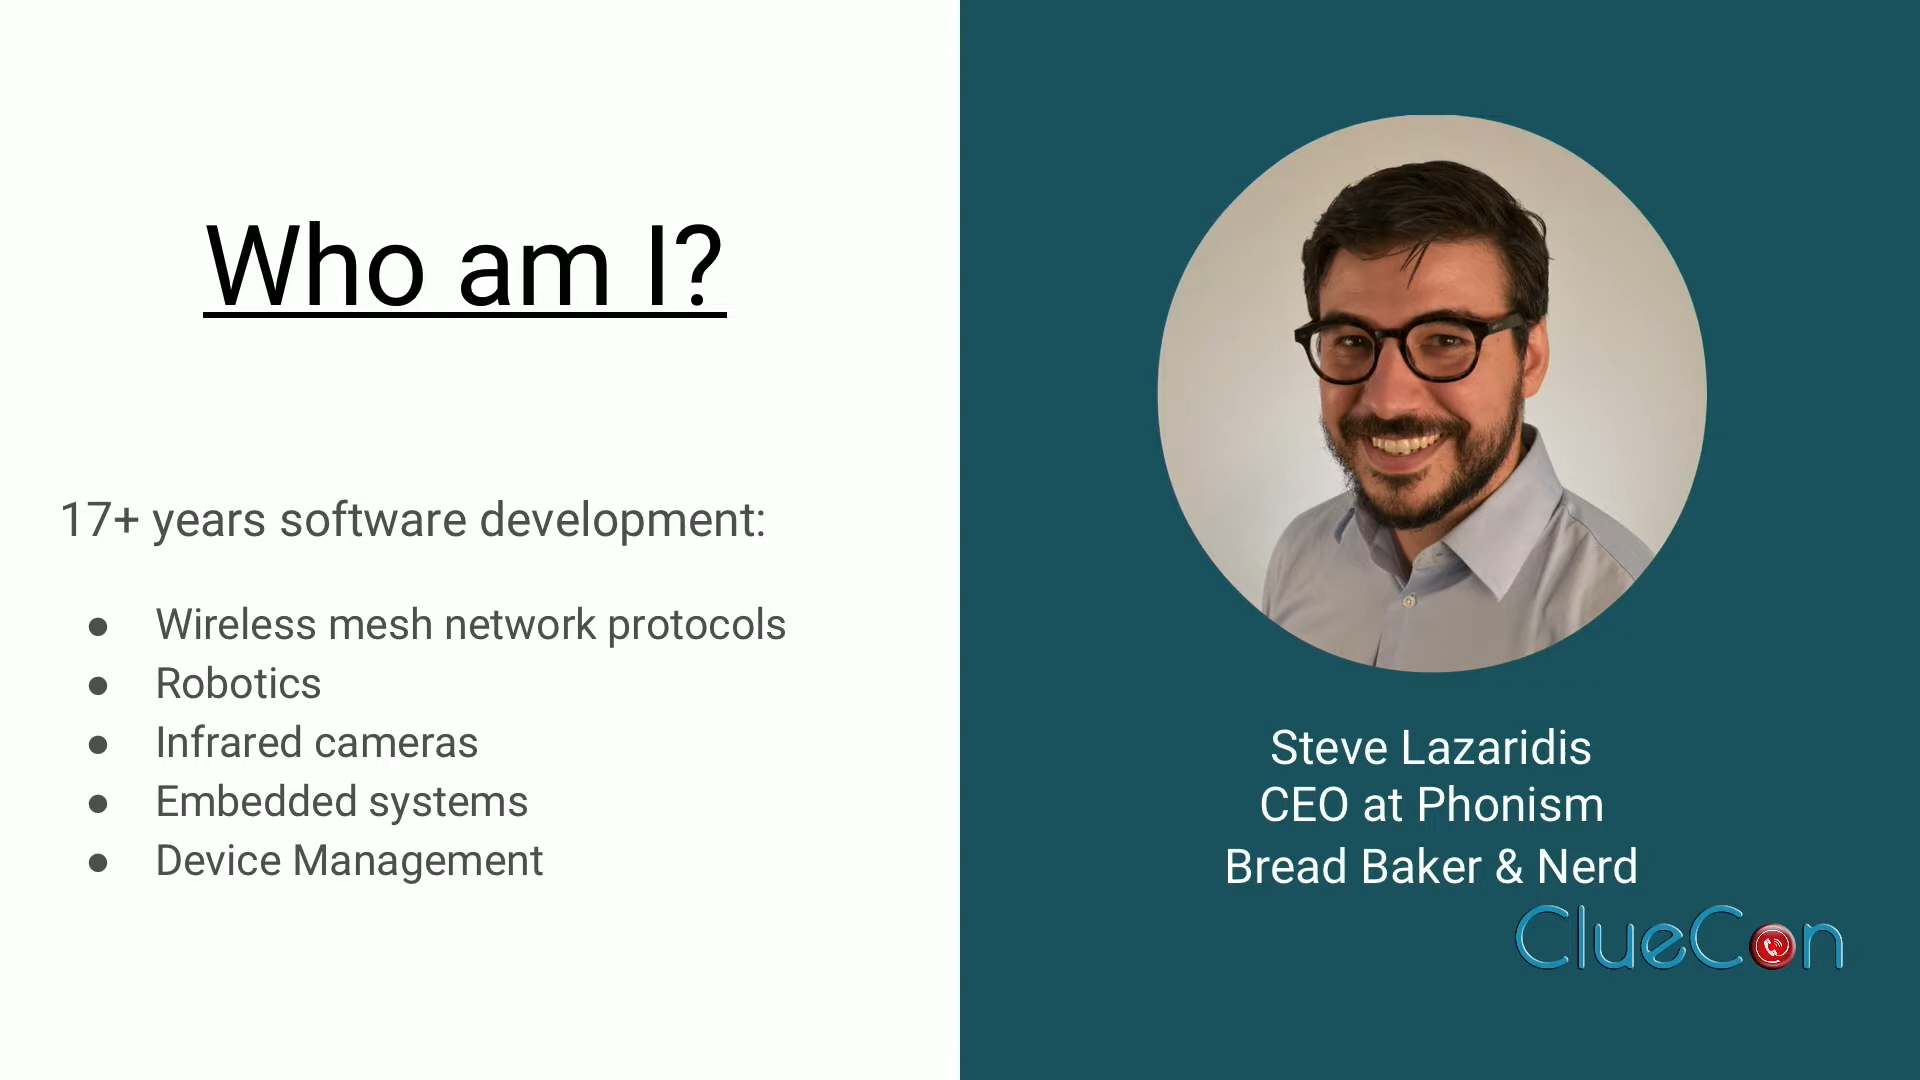 Who am I?
17+ years software development:
● Wireless mesh network protocols
● Robotics
● Infrared cameras
● Embedded systems
● Device Management
Steve Lazaridis
CEO at Phonism
Bread Baker & Nerd
ClueCon